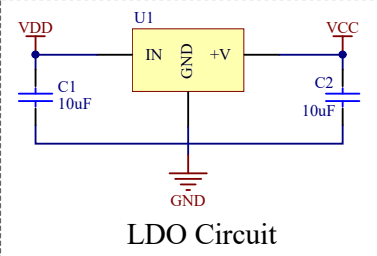 U1
VDD
VCC
IN
GND
+V
C1
10uF
C2
10uF
GND
LDO Circuit